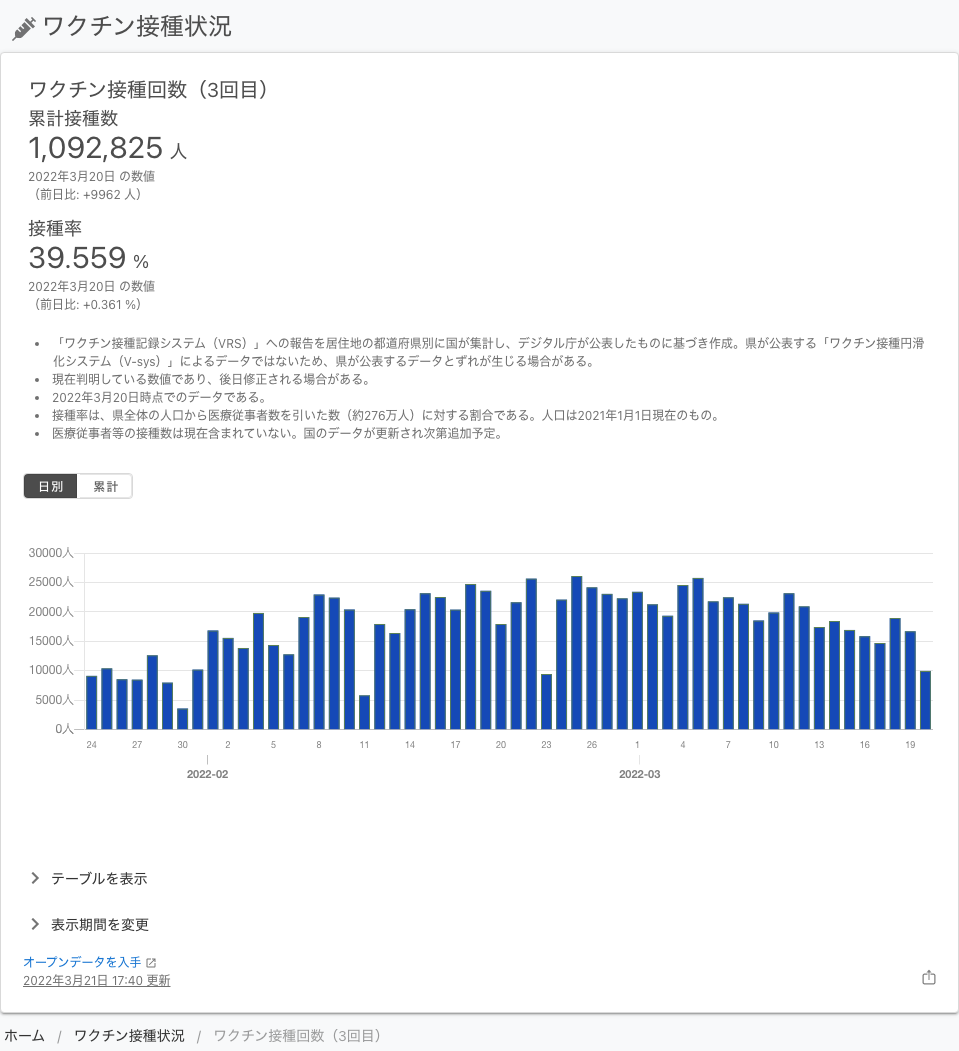 ワクチン接種状況
ワクチン接種回数（3回目）
累計接種数
1,092,825 人
2022年3月20日 の数値
（前日比: +9962 人）
接種率
39.559 %
2022年3月20日 の数値
（前日比: +0.361 %）
• 「ワクチン接種記録システム（VRS）」への報告を居住地の都道府県別に国が集計し、デジタル庁が公表したものに基づき作成。県が公表する「ワクチン接種円滑
化システム（V-sys）」によるデータではないため、県が公表するデータとずれが生じる場合がある。
• 現在判明している数値であり、後日修正される場合がある。
• 2022年3月20日時点でのデータである。
• 接種率は、県全体の人口から医療従事者数を引いた数（約276万人）に対する割合である。人口は2021年1月1日現在のもの。
• 医療従事者等の接種数は現在含まれていない。国のデータが更新され次第追加予定。
日別 累計
30000人
25000人
20000人
15000人
10000人
5000人
0人
24 27 30 2 5 8 11 14 17 20 23 26 1 4 7 10 13 16 19
2022-02 2022-03
テーブルを表示
表示期間を変更
オープンデータを入手
2022年3月21日 17:40 更新
ホーム / ワクチン接種状況 / ワクチン接種回数（3回目）